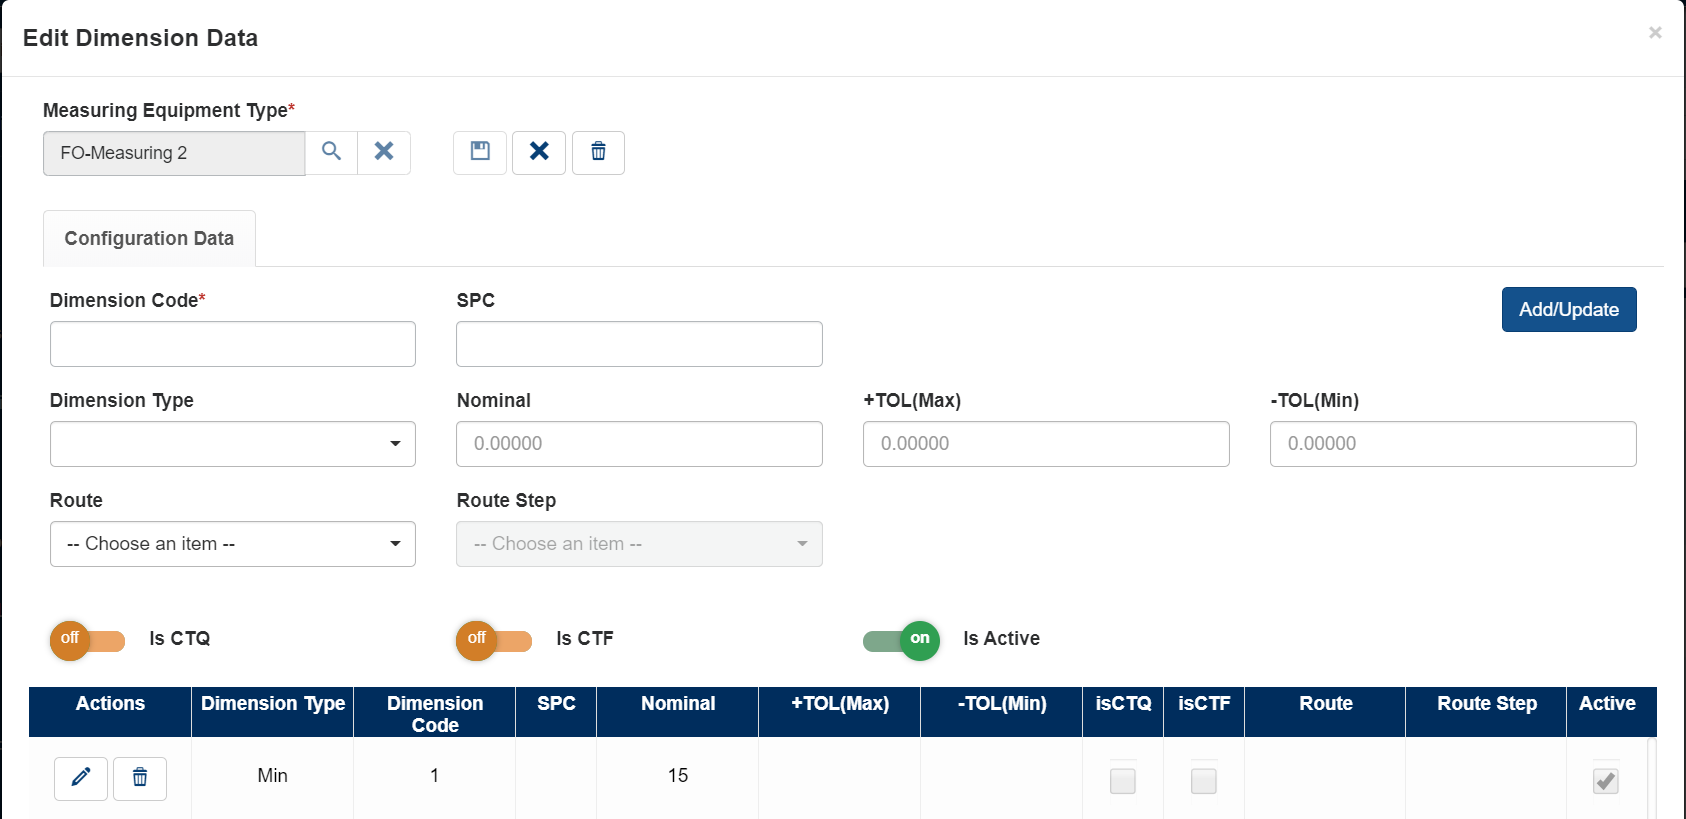 Edit Dimension Data
×
Measuring Equipment Type*
FO-Measuring 2
Configuration Data
Dimension Code*
SPC
Add/Update
Dimension Type
Nominal
+TOL(Max)
-TOL(Min)
0.00000
0.00000
0.00000
Route
Route Step
-- Choose an item --
-- Choose an item --
off Is CTQ
off Is CTF
on Is Active
Actions
Dimension Type
Dimension
Code
SPC
Nominal
+TOL(Max)
-TOL(Min)
isCTQ
isCTF
Route
Route Step
Active
Min
1
15